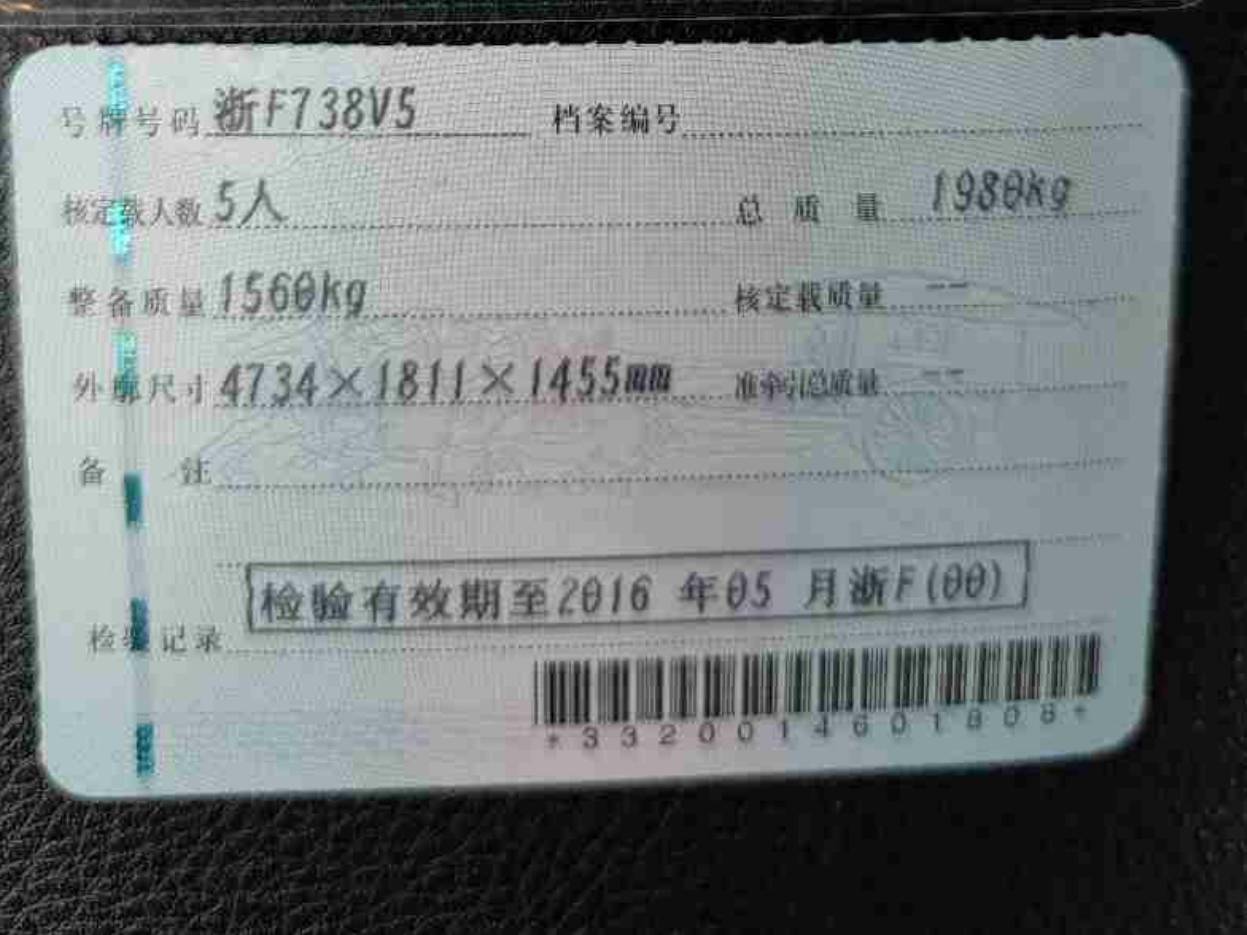 号牌号码 浙F738V5 档案编号
核定载人数 5人 总质量 1980kg
整备质量 1560kg 核定载质量 --
外廓尺寸 4734×1811×1455mm 准牵引总质量 --
备注
检验有效期至2016 年05 月浙F(00)
检验记录
*3320014601808*